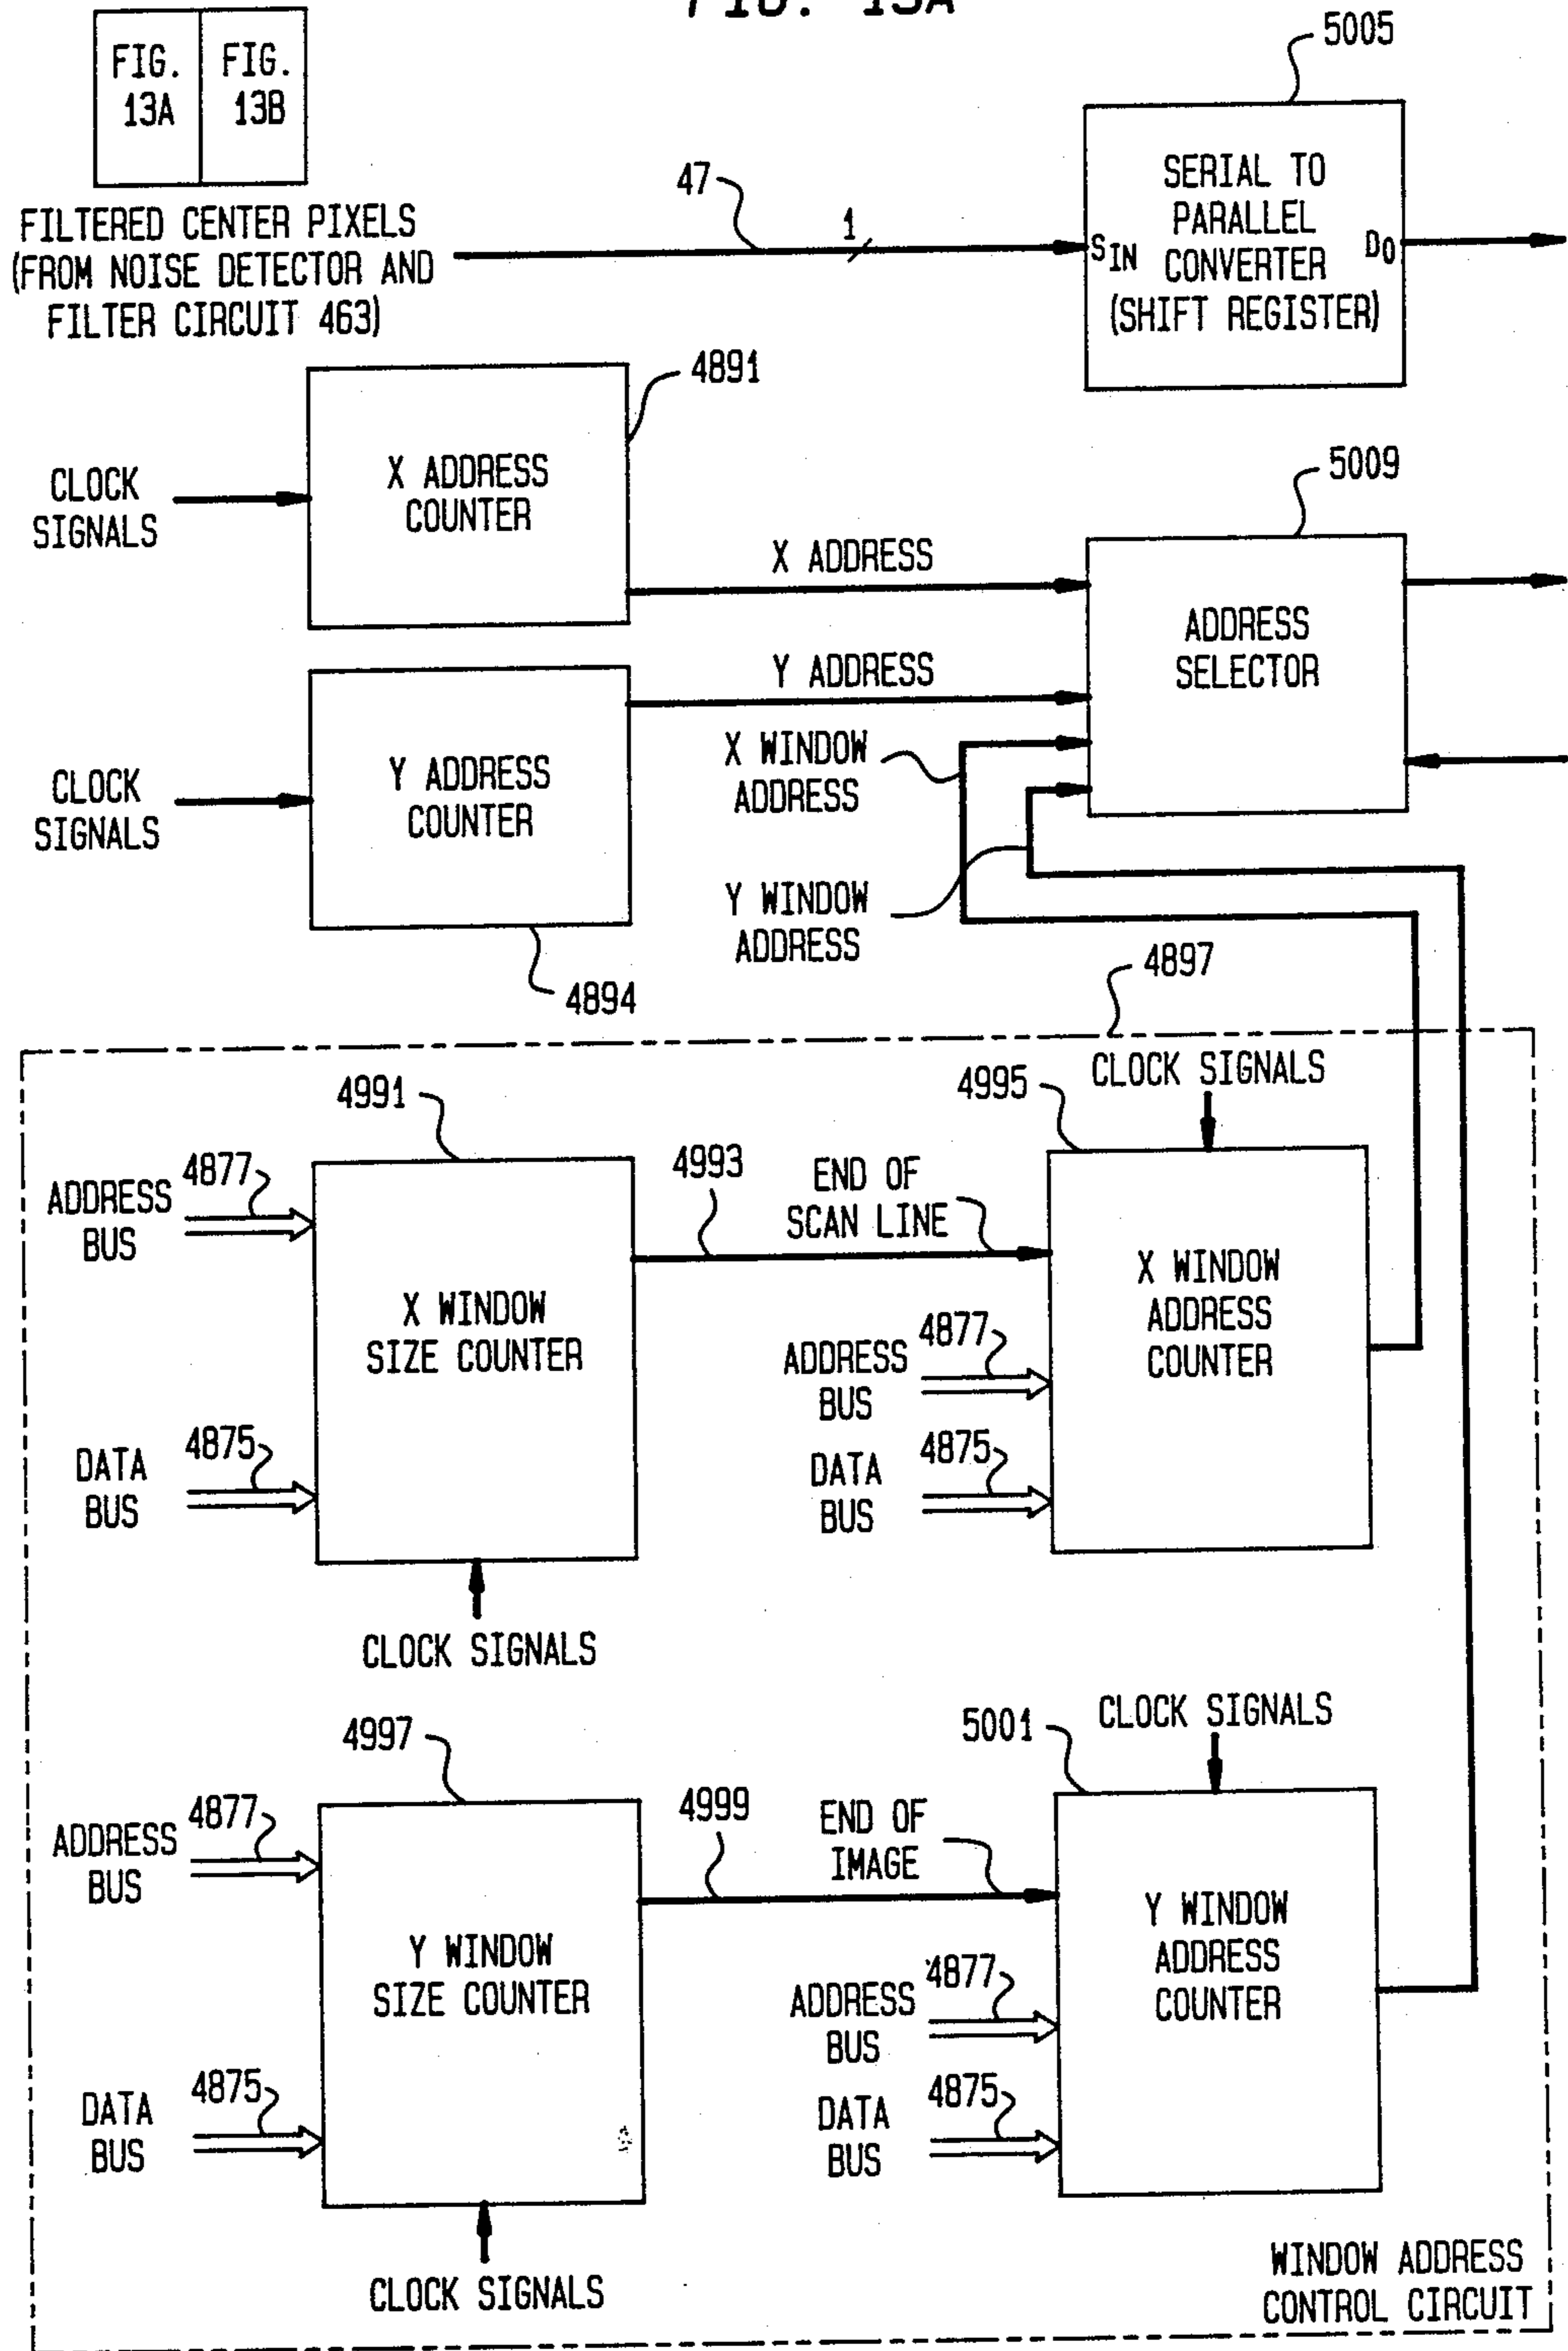 FIG. 13A
FIG. 13A
FIG. 13B
FILTERED CENTER PIXELS
(FROM NOISE DETECTOR AND
FILTER CIRCUIT 463)
47
1
5005
SERIAL TO
PARALLEL
CONVERTER
(SHIFT REGISTER)
SIN
D0
4891
CLOCK
SIGNALS
X ADDRESS
COUNTER
X ADDRESS
5009
ADDRESS
SELECTOR
Y ADDRESS
CLOCK
SIGNALS
Y ADDRESS
COUNTER
4894
X WINDOW
ADDRESS
Y WINDOW
ADDRESS
4897
4991
ADDRESS
BUS
4877
X WINDOW
SIZE COUNTER
DATA
BUS
4875
CLOCK SIGNALS
4993
END OF
SCAN LINE
4995
CLOCK SIGNALS
X WINDOW
ADDRESS
COUNTER
ADDRESS
BUS
4877
DATA
BUS
4875
4997
ADDRESS
BUS
4877
Y WINDOW
SIZE COUNTER
DATA
BUS
4875
CLOCK SIGNALS
4999
END OF
IMAGE
5001
CLOCK SIGNALS
Y WINDOW
ADDRESS
COUNTER
ADDRESS
BUS
4877
DATA
BUS
4875
WINDOW ADDRESS
CONTROL CIRCUIT